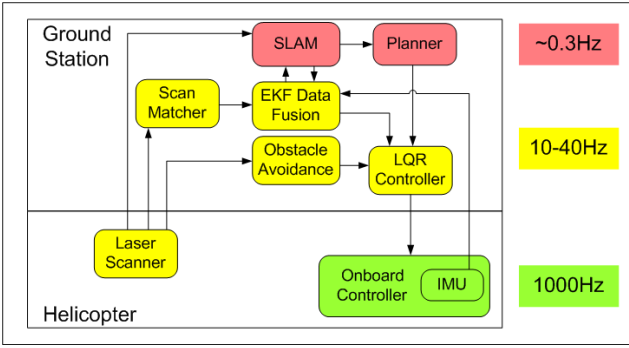 Ground
Station
SLAM
Planner
~0.3Hz
Scan
Matcher
EKF Data
Fusion
Obstacle
Avoidance
LQR
Controller
10-40Hz
Laser
Scanner
Onboard
Controller
IMU
1000Hz
Helicopter